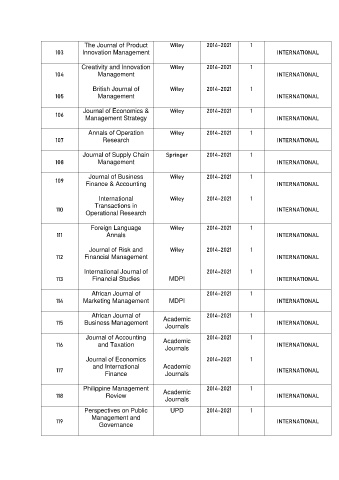 103 The Journal of Product Innovation Management Wiley 2014-2021 1 INTERNATIONAL
104 Creativity and Innovation Management Wiley 2014-2021 1 INTERNATIONAL
105 British Journal of Management Wiley 2014-2021 1 INTERNATIONAL
106 Journal of Economics & Management Strategy Wiley 2014-2021 1 INTERNATIONAL
107 Annals of Operation Research Wiley 2014-2021 1 INTERNATIONAL
108 Journal of Supply Chain Management Springer 2014-2021 1 INTERNATIONAL
109 Journal of Business Finance & Accounting Wiley 2014-2021 1 INTERNATIONAL
110 International Transactions in Operational Research Wiley 2014-2021 1 INTERNATIONAL
111 Foreign Language Annals Wiley 2014-2021 1 INTERNATIONAL
112 Journal of Risk and Financial Management Wiley 2014-2021 1 INTERNATIONAL
113 International Journal of Financial Studies MDPI 2014-2021 1 INTERNATIONAL
114 African Journal of Marketing Management MDPI 2014-2021 1 INTERNATIONAL
115 African Journal of Business Management Academic Journals 2014-2021 1 INTERNATIONAL
116 Journal of Accounting and Taxation Academic Journals 2014-2021 1 INTERNATIONAL
117 Journal of Economics and International Finance Academic Journals 2014-2021 1 INTERNATIONAL
118 Philippine Management Review Academic Journals 2014-2021 1 INTERNATIONAL
119 Perspectives on Public Management and Governance UPD 2014-2021 1 INTERNATIONAL